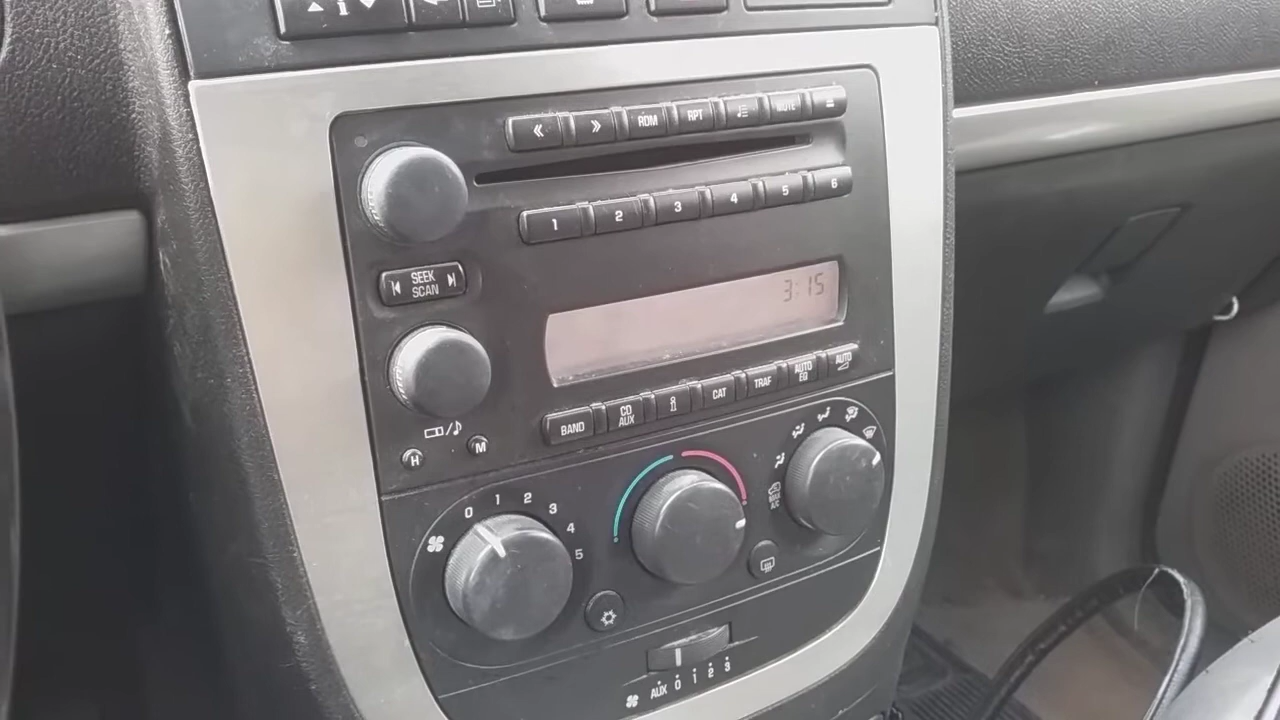 i
« » RDM RPT MUTE
1 2 3 4 5 6
SEEK
SCAN
3:15
BAND CD AUX i CAT TRAF AUTO EQ AUTO
H M
0 1 2 3 4 5
MAX A/C
AUX 0 1 2 3